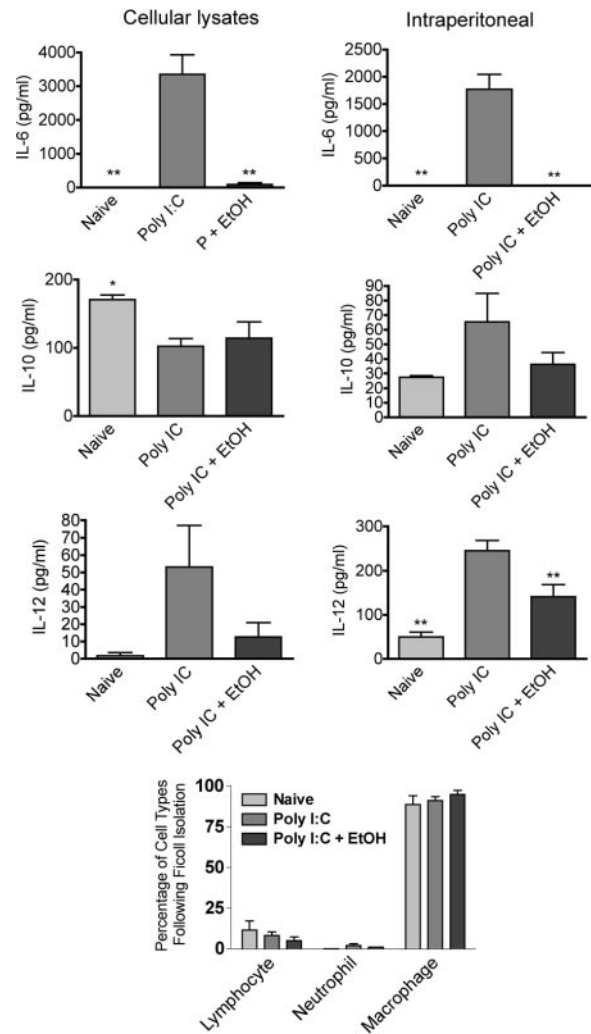 Cellular lysates
Intraperitoneal
IL-6 (pg/ml)
4000
3000
2000
1000
0
**
**
Naive
Poly I:C
P + EtOH
IL-6 (pg/ml)
2500
2000
1500
1000
500
0
**
**
Naive
Poly IC
Poly IC + EtOH
IL-10 (pg/ml)
200
100
0
*
Naive
Poly IC
Poly IC + EtOH
IL-10 (pg/ml)
90
80
70
60
50
40
30
20
10
0
Naive
Poly IC
Poly IC + EtOH
IL-12 (pg/ml)
80
70
60
50
40
30
20
10
0
Naive
Poly IC
Poly IC + EtOH
IL-12 (pg/ml)
300
200
100
0
**
**
Naive
Poly IC
Poly IC + EtOH
Percentage of Cell Types
Following Ficoll Isolation
100
75
50
25
0
Naive
Poly I:C
Poly I:C + EtOH
Lymphocyte
Neutrophil
Macrophage